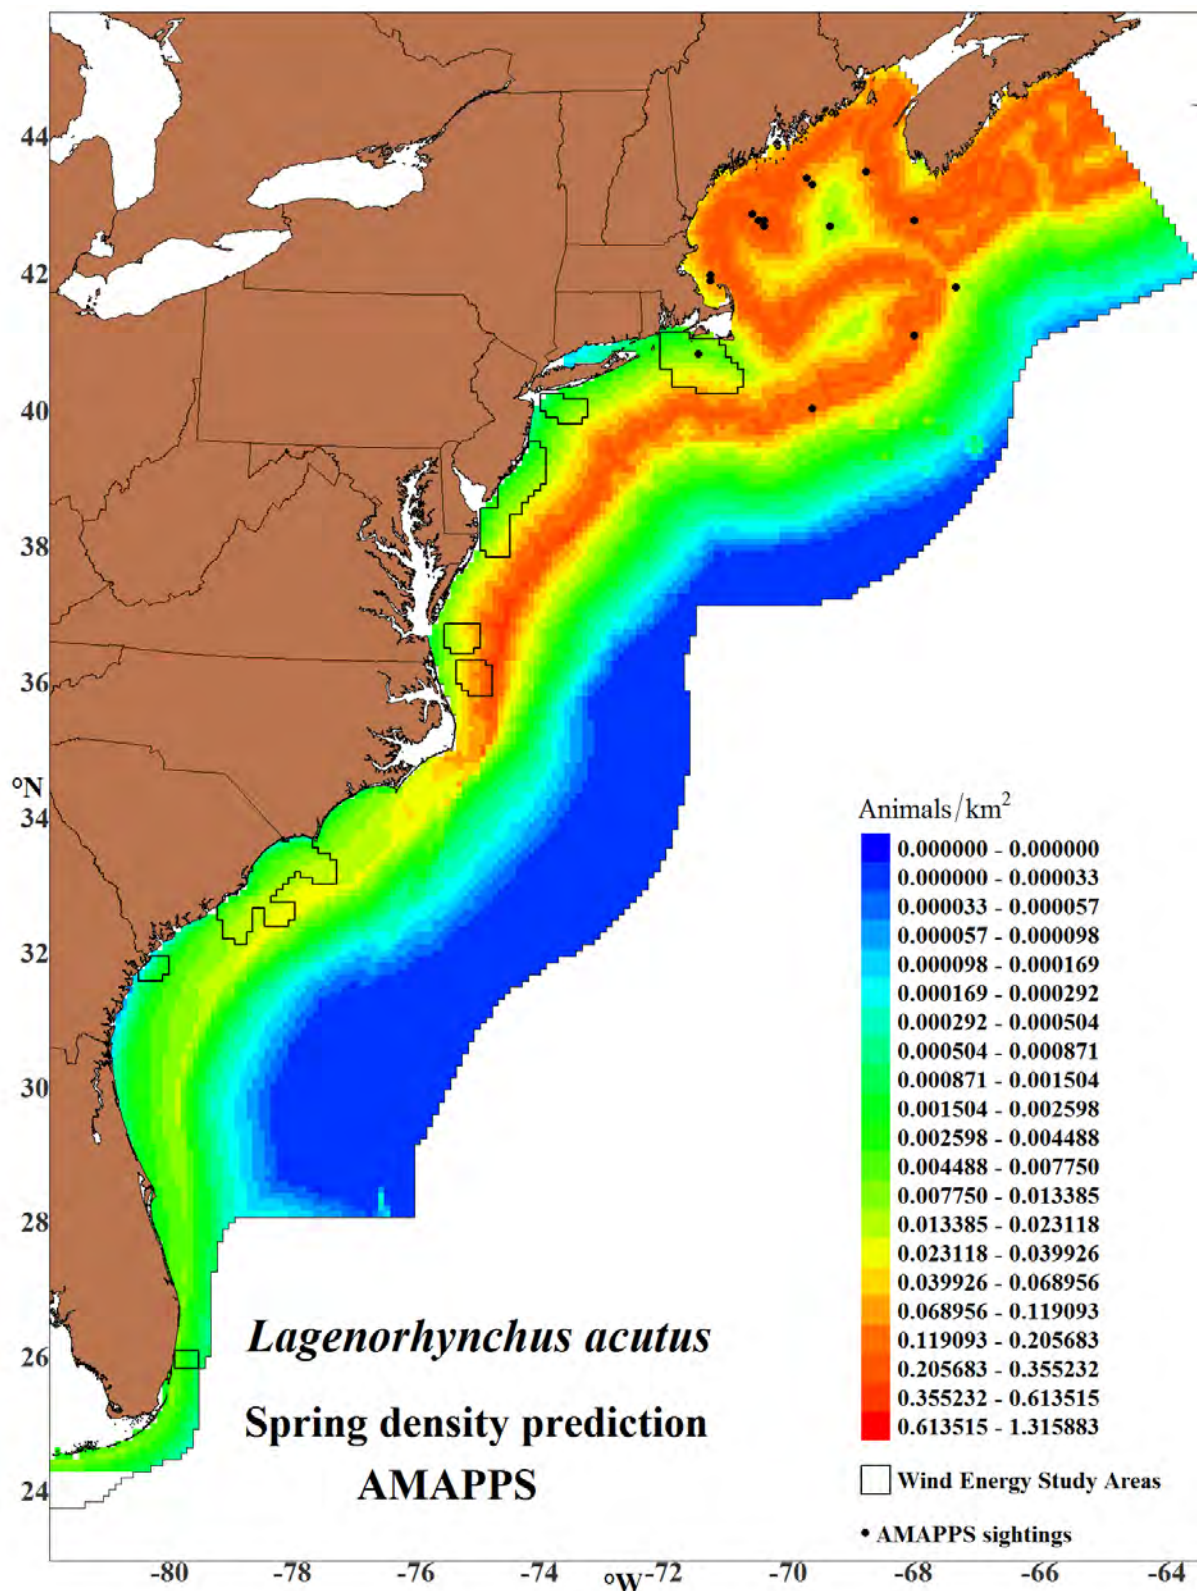 44
42
40
38
36
°N
34
32
30
28
26
24
Animals/km²
0.000000 - 0.000000
0.000000 - 0.000033
0.000033 - 0.000057
0.000057 - 0.000098
0.000098 - 0.000169
0.000169 - 0.000292
0.000292 - 0.000504
0.000504 - 0.000871
0.000871 - 0.001504
0.001504 - 0.002598
0.002598 - 0.004488
0.004488 - 0.007750
0.007750 - 0.013385
0.013385 - 0.023118
0.023118 - 0.039926
0.039926 - 0.068956
0.068956 - 0.119093
0.119093 - 0.205683
0.205683 - 0.355232
0.355232 - 0.613515
0.613515 - 1.315883
Wind Energy Study Areas
AMAPPS sightings
Lagenorhynchus acutus
Spring density prediction
AMAPPS
-80 -78 -76 -74 -72 -70 -68 -66 -64
°W